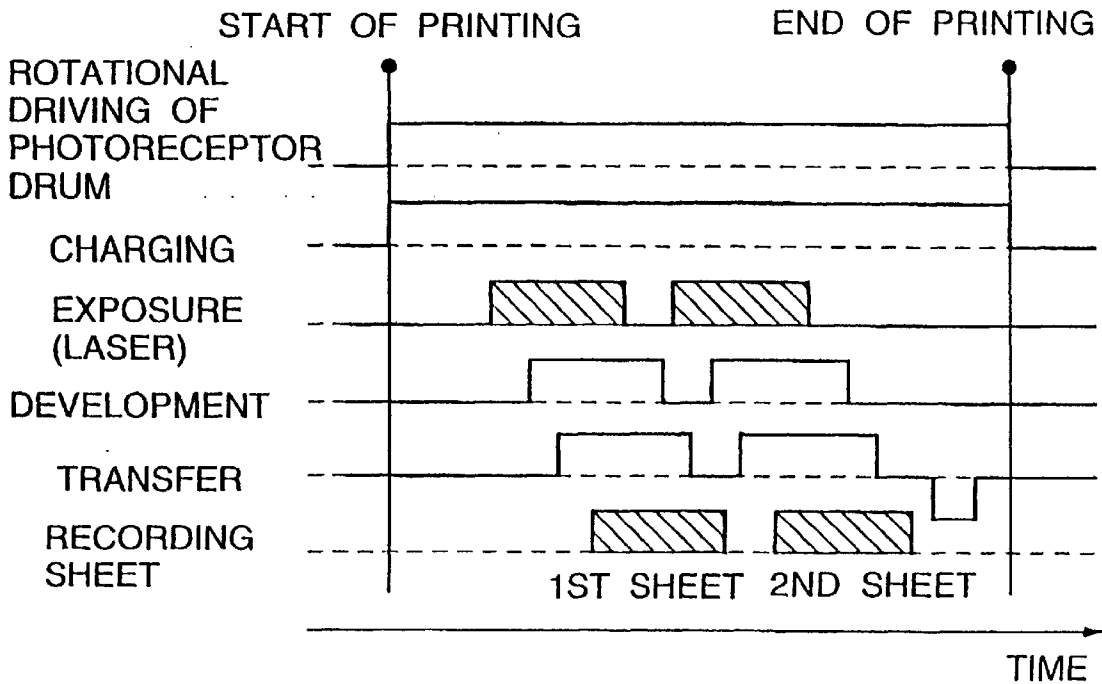 START OF PRINTING
END OF PRINTING
ROTATIONAL
DRIVING OF
PHOTORECEPTOR
DRUM
CHARGING
EXPOSURE
(LASER)
DEVELOPMENT
TRANSFER
RECORDING
SHEET
1ST SHEET
2ND SHEET
TIME